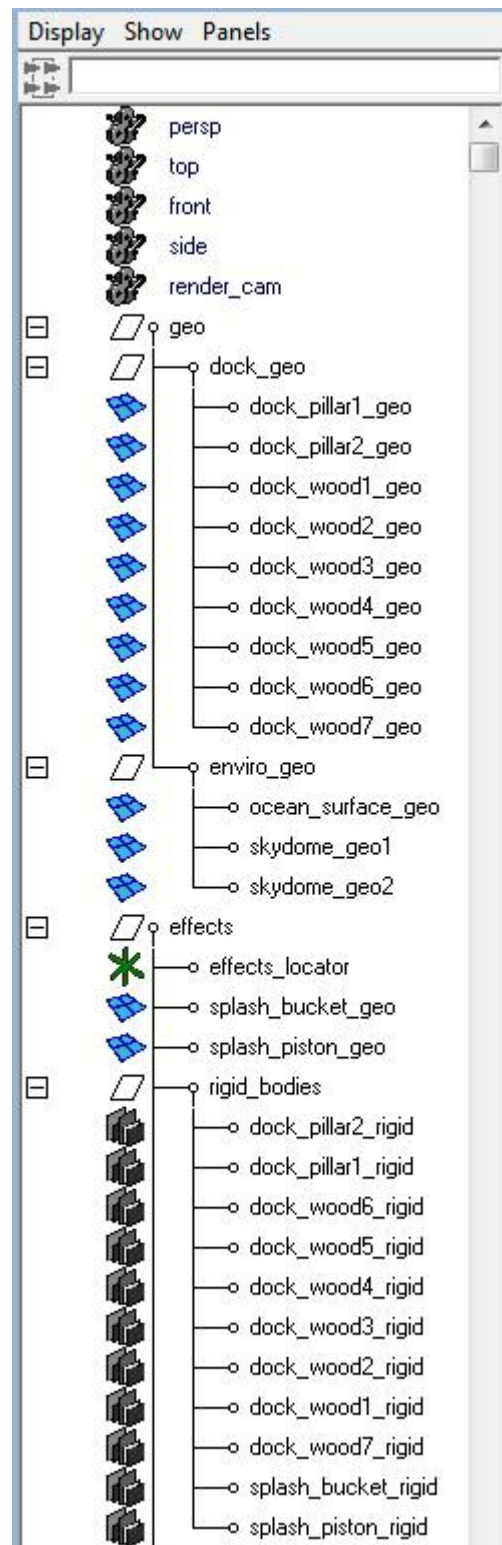 Display Show Panels
persp
top
front
side
render_cam
geo
dock_geo
dock_pillar1_geo
dock_pillar2_geo
dock_wood1_geo
dock_wood2_geo
dock_wood3_geo
dock_wood4_geo
dock_wood5_geo
dock_wood6_geo
dock_wood7_geo
enviro_geo
ocean_surface_geo
skydome_geo1
skydome_geo2
effects
effects_locator
splash_bucket_geo
splash_piston_geo
rigid_bodies
dock_pillar2_rigid
dock_pillar1_rigid
dock_wood6_rigid
dock_wood5_rigid
dock_wood4_rigid
dock_wood3_rigid
dock_wood2_rigid
dock_wood1_rigid
dock_wood7_rigid
splash_bucket_rigid
splash_piston_rigid